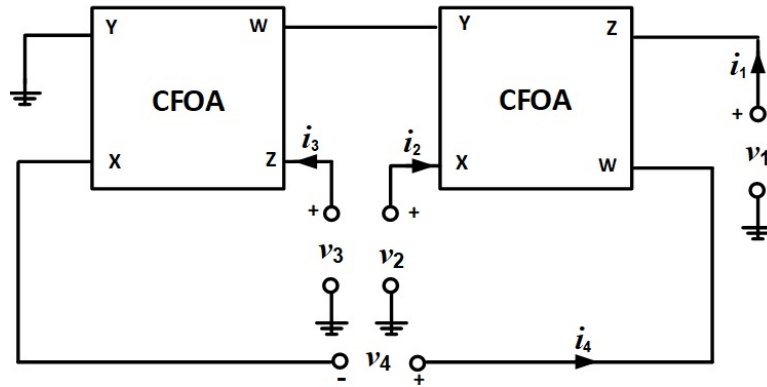 Y W Y Z
CFOA CFOA
i1
+
i3 i2
X Z X W
v1
+ +
v3 v2
v4 i4
- +